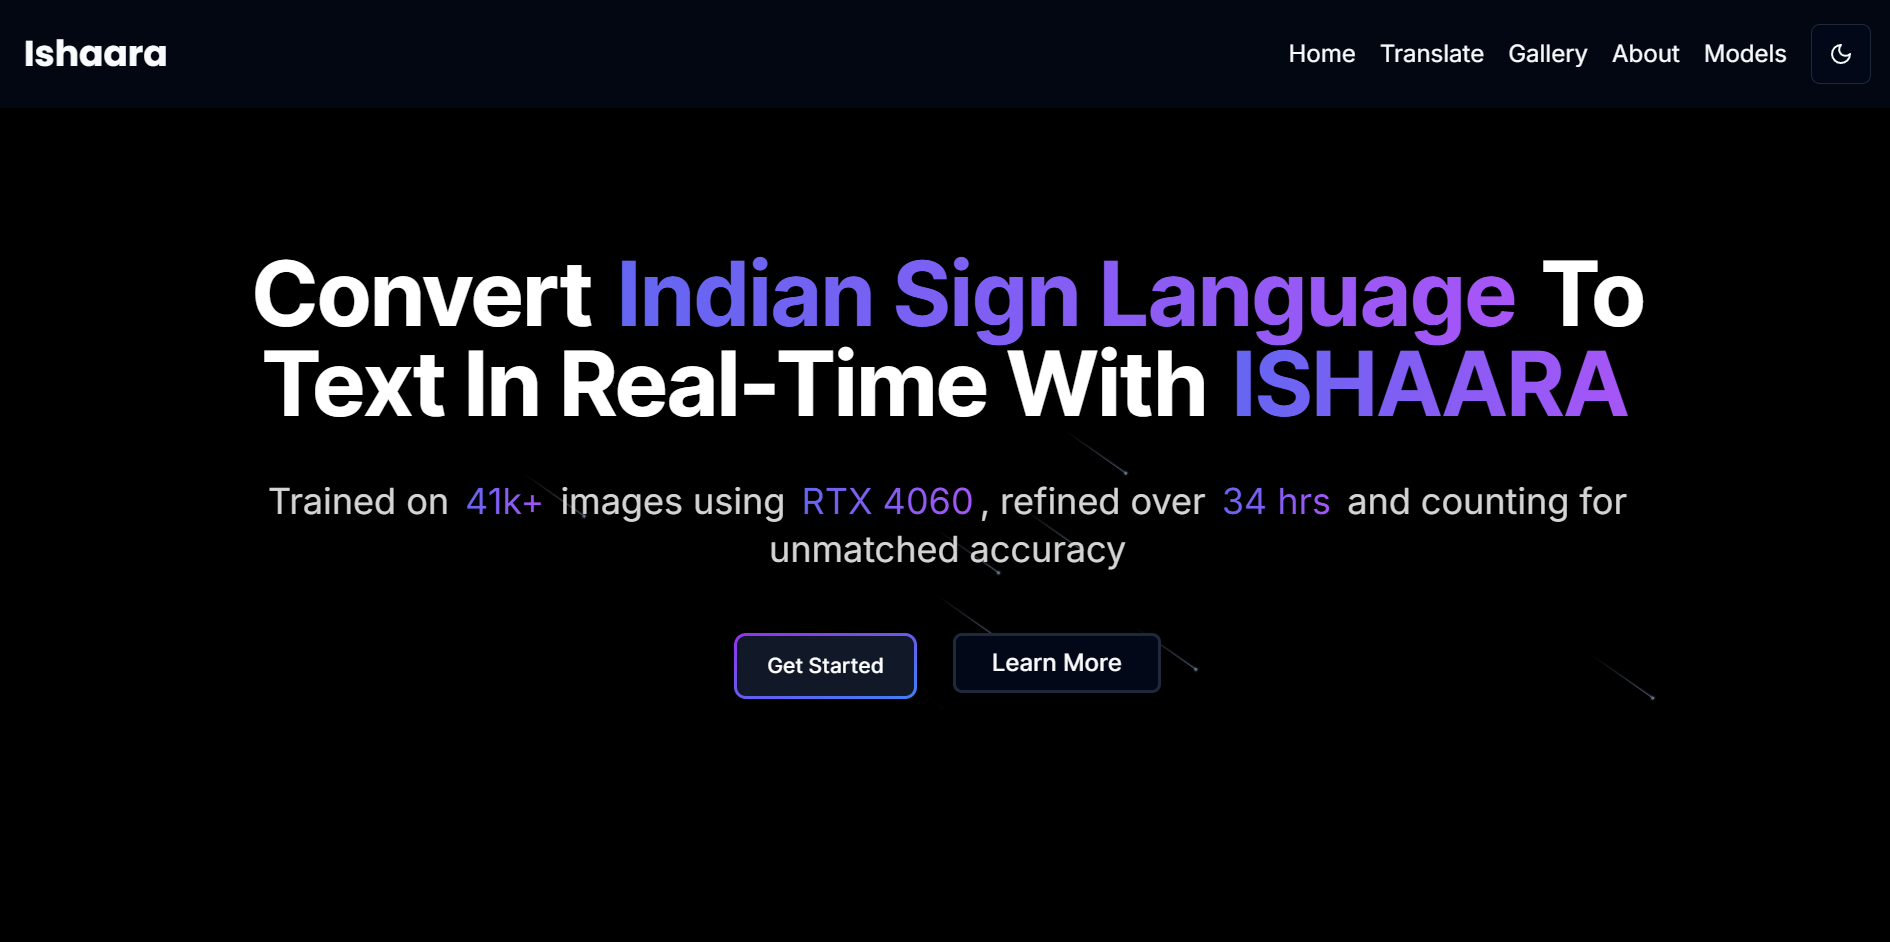 Ishaara
Home Translate Gallery About Models
Convert Indian Sign Language To
Text In Real-Time With ISHAARA
Trained on 41k+ images using RTX 4060 , refined over 34 hrs and counting for
unmatched accuracy
Get Started
Learn More